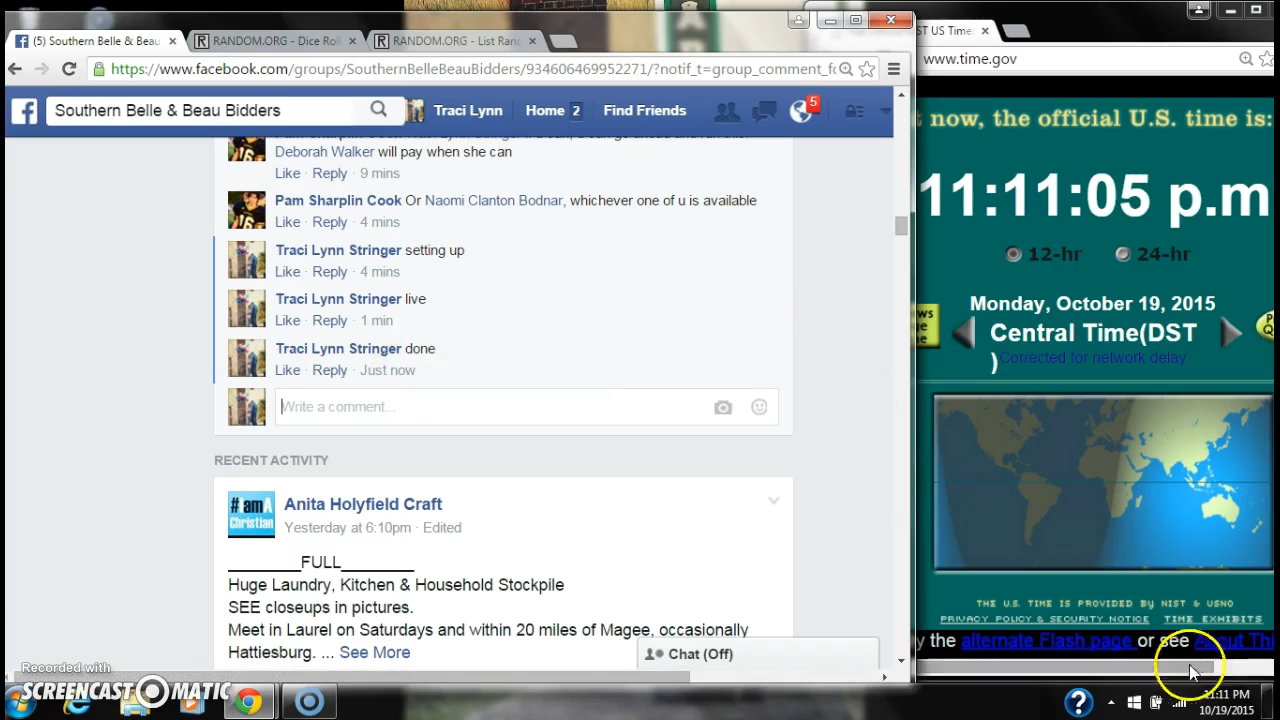 (5) Southern Belle & Beau
RANDOM.ORG - Dice Roll
RANDOM.ORG - List Ran
https://www.facebook.com/groups/SouthernBelleBeauBidders/934606469952271/?notif_t=group_comment_fo
Southern Belle & Beau Bidders
Traci Lynn
Home 2
Find Friends
5
Deborah Walker will pay when she can
Like · Reply · 9 mins
Pam Sharplin Cook Or Naomi Clanton Bodnar, whichever one of u is available
Like · Reply · 4 mins
Traci Lynn Stringer setting up
Like · Reply · 4 mins
Traci Lynn Stringer live
Like · Reply · 1 min
Traci Lynn Stringer done
Like · Reply · Just now
Write a comment...
RECENT ACTIVITY
#I am A
Christian
Anita Holyfield Craft
Yesterday at 6:10pm · Edited
________FULL________
Huge Laundry, Kitchen & Household Stockpile
SEE closeups in pictures.
Meet in Laurel on Saturdays and within 20 miles of Magee, occasionally
Hattiesburg. ... See More
Chat (Off)
ST US Time:
www.time.gov
t now, the official U.S. time is:
11:11:05 p.m
12-hr
24-hr
Monday, October 19, 2015
Central Time(DST
)Corrected for network delay
THE U.S. TIME IS PROVIDED BY NIST & USNO
PRIVACY POLICY & SECURITY NOTICE TIME EXHIBITS
y the alternate Flash page or see About Thi
Recorded with
SCREENCAST-O-MATIC
11:11 PM
10/19/2015